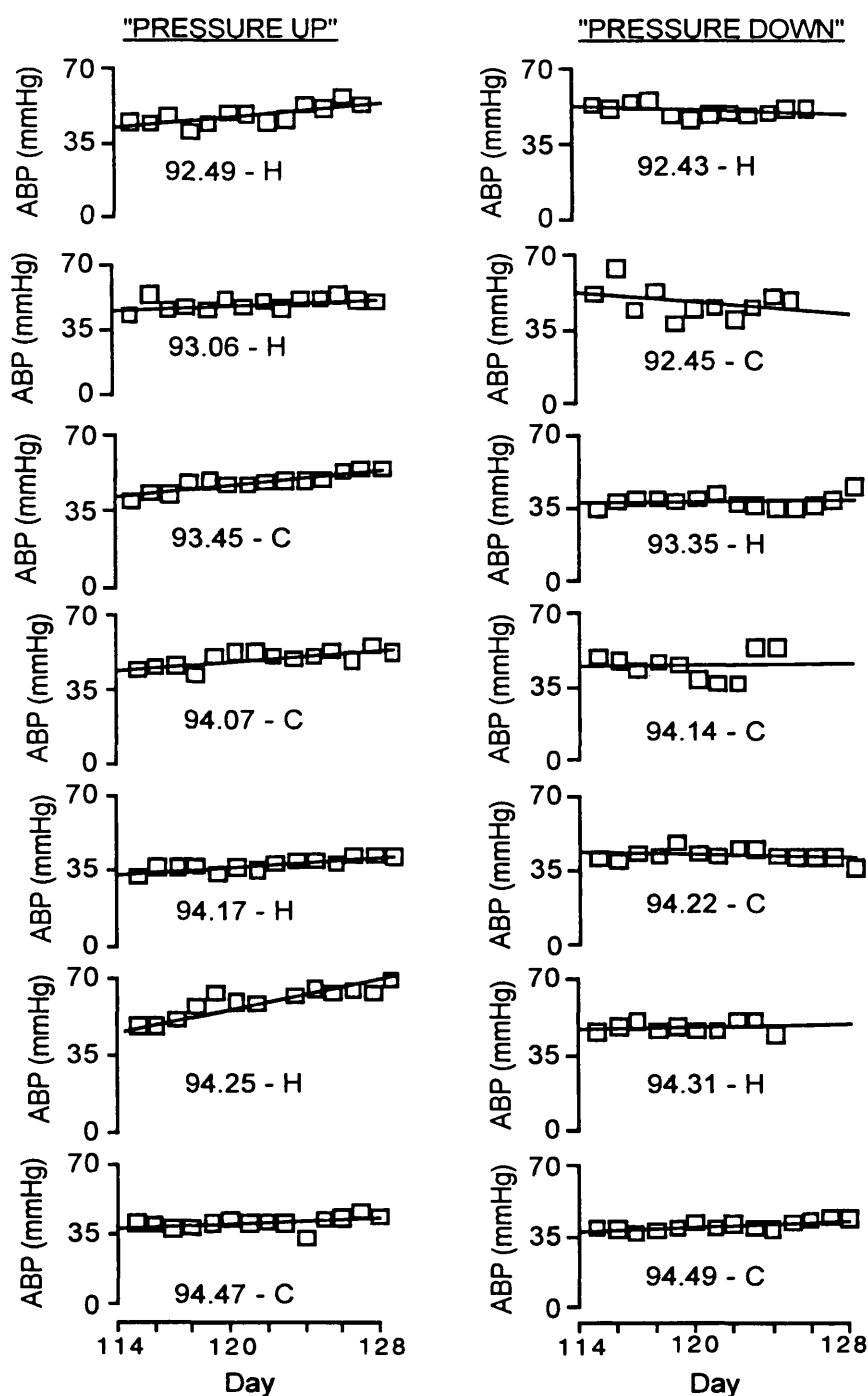 "PRESSURE UP"
"PRESSURE DOWN"
ABP (mmHg)
70
35
0
92.49 - H
ABP (mmHg)
70
35
0
92.43 - H
ABP (mmHg)
70
35
0
93.06 - H
ABP (mmHg)
70
35
0
92.45 - C
ABP (mmHg)
70
35
0
93.45 - C
ABP (mmHg)
70
35
0
93.35 - H
ABP (mmHg)
70
35
0
94.07 - C
ABP (mmHg)
70
35
0
94.14 - C
ABP (mmHg)
70
35
0
94.17 - H
ABP (mmHg)
70
35
0
94.22 - C
ABP (mmHg)
70
35
0
94.25 - H
ABP (mmHg)
70
35
0
94.31 - H
ABP (mmHg)
70
35
0
94.47 - C
114 120 128
Day
ABP (mmHg)
70
35
0
94.49 - C
114 120 128
Day